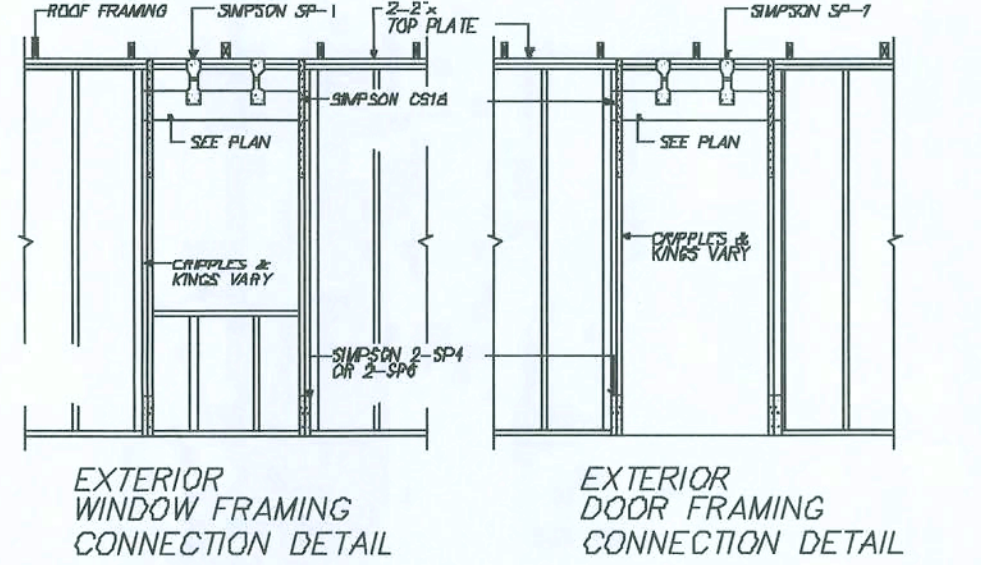 ROOF FRAMING
SIMPSON SP-1
2-2"x
TOP PLATE
SIMPSON SP-1
SIMPSON CS16
SEE PLAN
SEE PLAN
CRIPPLES &
KINGS VARY
CRIPPLES &
KINGS VARY
SIMPSON 2-SP4
OR 2-SP6
EXTERIOR
WINDOW FRAMING
CONNECTION DETAIL
EXTERIOR
DOOR FRAMING
CONNECTION DETAIL